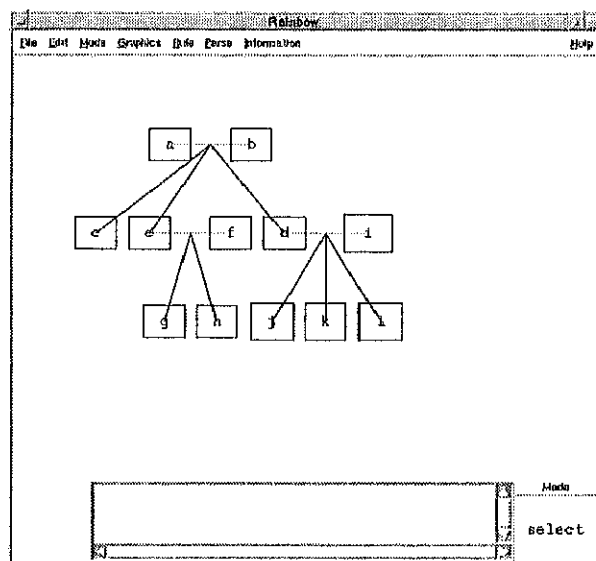 Rainbow
File Edit Mode Graphics Rule Parse Information Help
a b
c e f d i
g h j k l
Mode
select